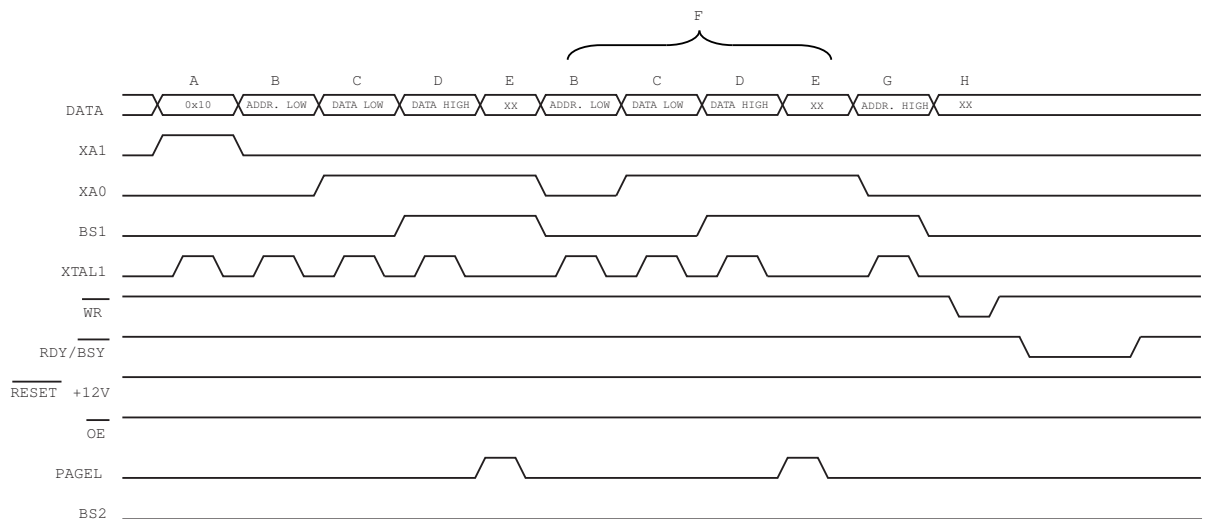 F
A B C D E B C D E G H
DATA 0x10 ADDR. LOW DATA LOW DATA HIGH XX ADDR. LOW DATA LOW DATA HIGH XX ADDR. HIGH XX
XA1
XA0
BS1
XTAL1
WR
RDY/BSY
RESET +12V
OE
PAGEL
BS2